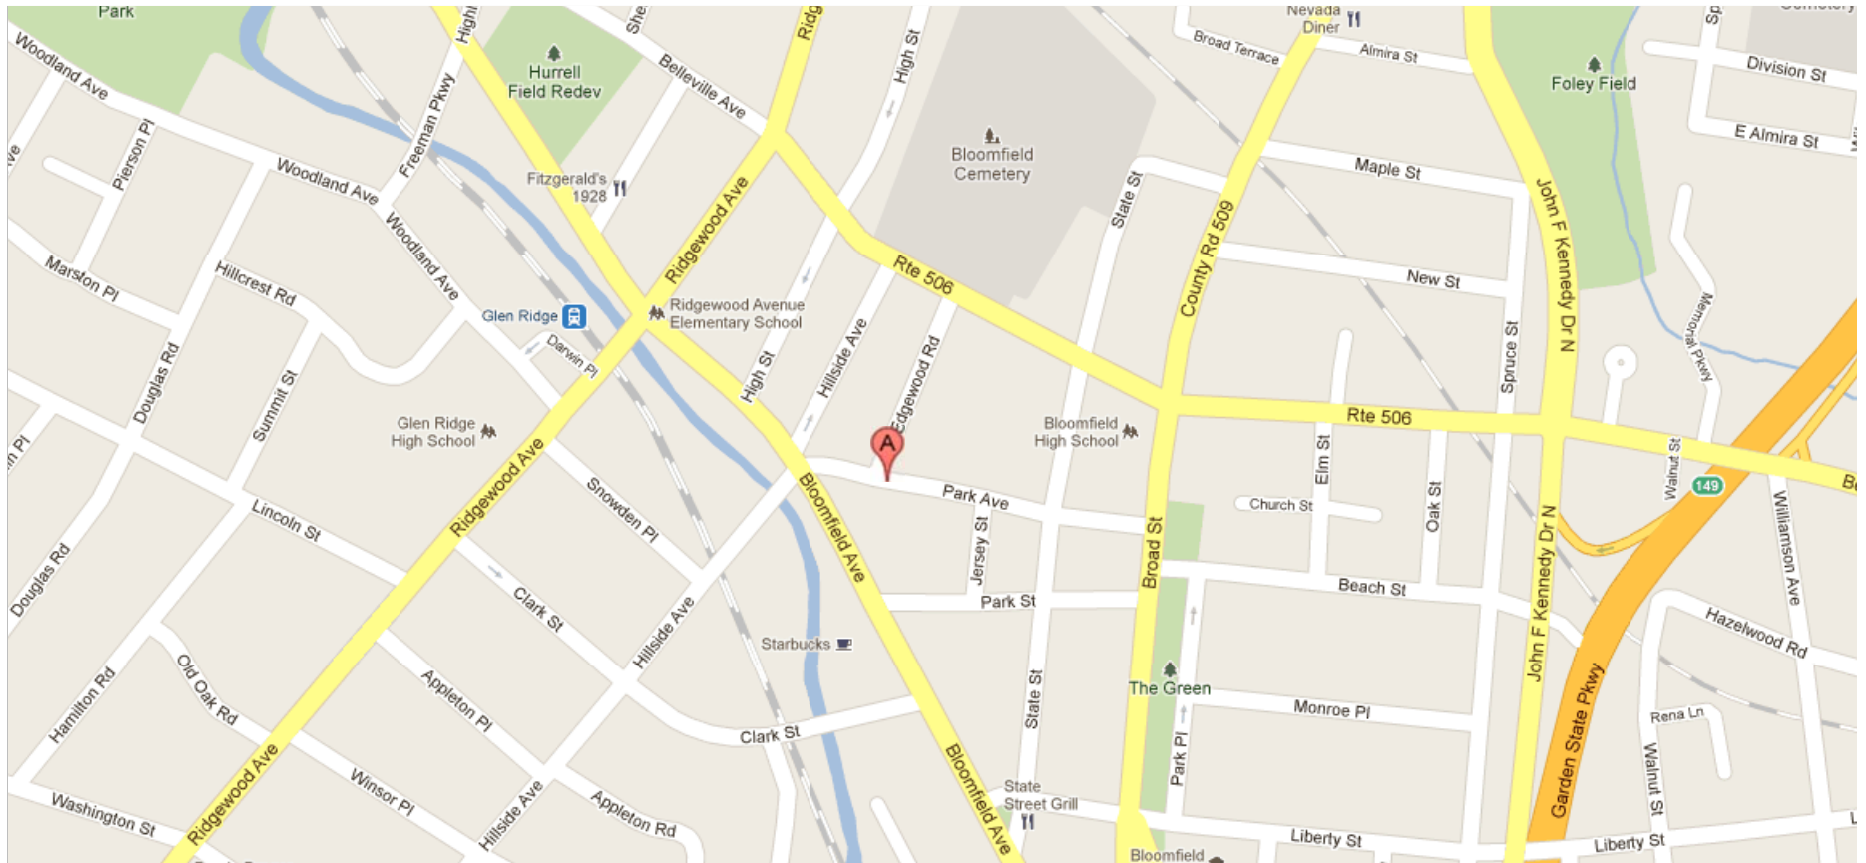 Park
Woodland Ave
Pierson Pl
Woodland Ave
Freeman Pkwy
Hurrell
Field Redev
Belleville Ave
High St
Bloomfield
Cemetery
Broad Terrace
Nevada
Diner
Almira St
Foley Field
Division St
E Almira St
Fitzgerald's
1928
Ridgewood Ave
State St
County Rd 509
Maple St
John F Kennedy Dr N
Marston Pl
Hillcrest Rd
Woodland Ave
Glen Ridge
Ridgewood Avenue
Elementary School
Rte 506
New St
Memorial Pkwy
Darwin Pl
Douglas Rd
Summit St
High St
Hillside Ave
Edgewood Rd
Spruce St
Glen Ridge
High School
A
Bloomfield
High School
Rte 506
Elm St
Walnut St
149
Ridgewood Ave
Snowden Pl
Bloomfield Ave
Park Ave
Church St
Oak St
Lincoln St
Jersey St
Broad St
John F Kennedy Dr N
Williamson Ave
Douglas Rd
Clark St
Park St
Beach St
Hazelwood Rd
Hillside Ave
Starbucks
The Green
Hamilton Rd
Old Oak Rd
Appleton Pl
State St
Monroe Pl
Rena Ln
Clark St
Park Pl
Garden State Pkwy
Walnut St
Ridgewood Ave
Winsor Pl
Bloomfield Ave
State
Street Grill
Washington St
Hillside Ave
Appleton Rd
Liberty St
Liberty St
Bloomfield